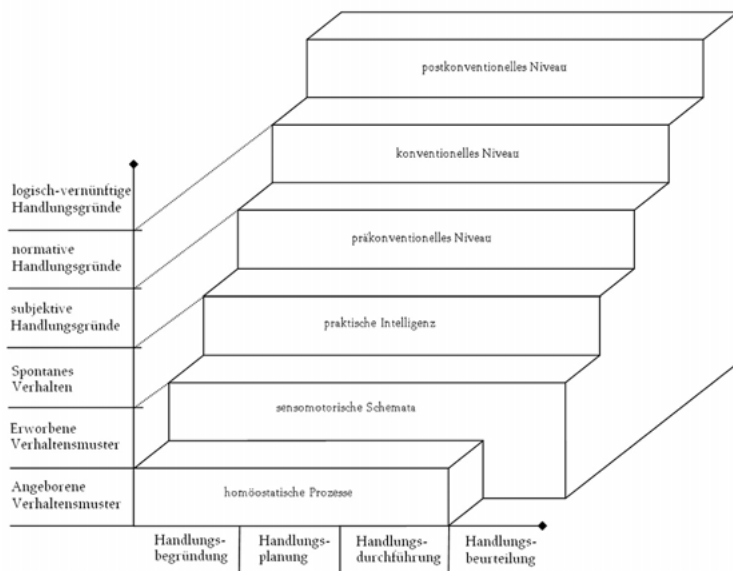 postkonventionelles Niveau
konventionelles Niveau
logisch-vernünftige
Handlungsgründe
präkonventionelles Niveau
normative
Handlungsgründe
subjektive
Handlungsgründe
praktische Intelligenz
Spontanes
Verhalten
sensomotorische Schemata
Erworbene
Verhaltensmuster
Angeborene
Verhaltensmuster
homöostatische Prozesse
Handlungs-
begründung
Handlungs-
planung
Handlungs-
durchführung
Handlungs-
beurteilung